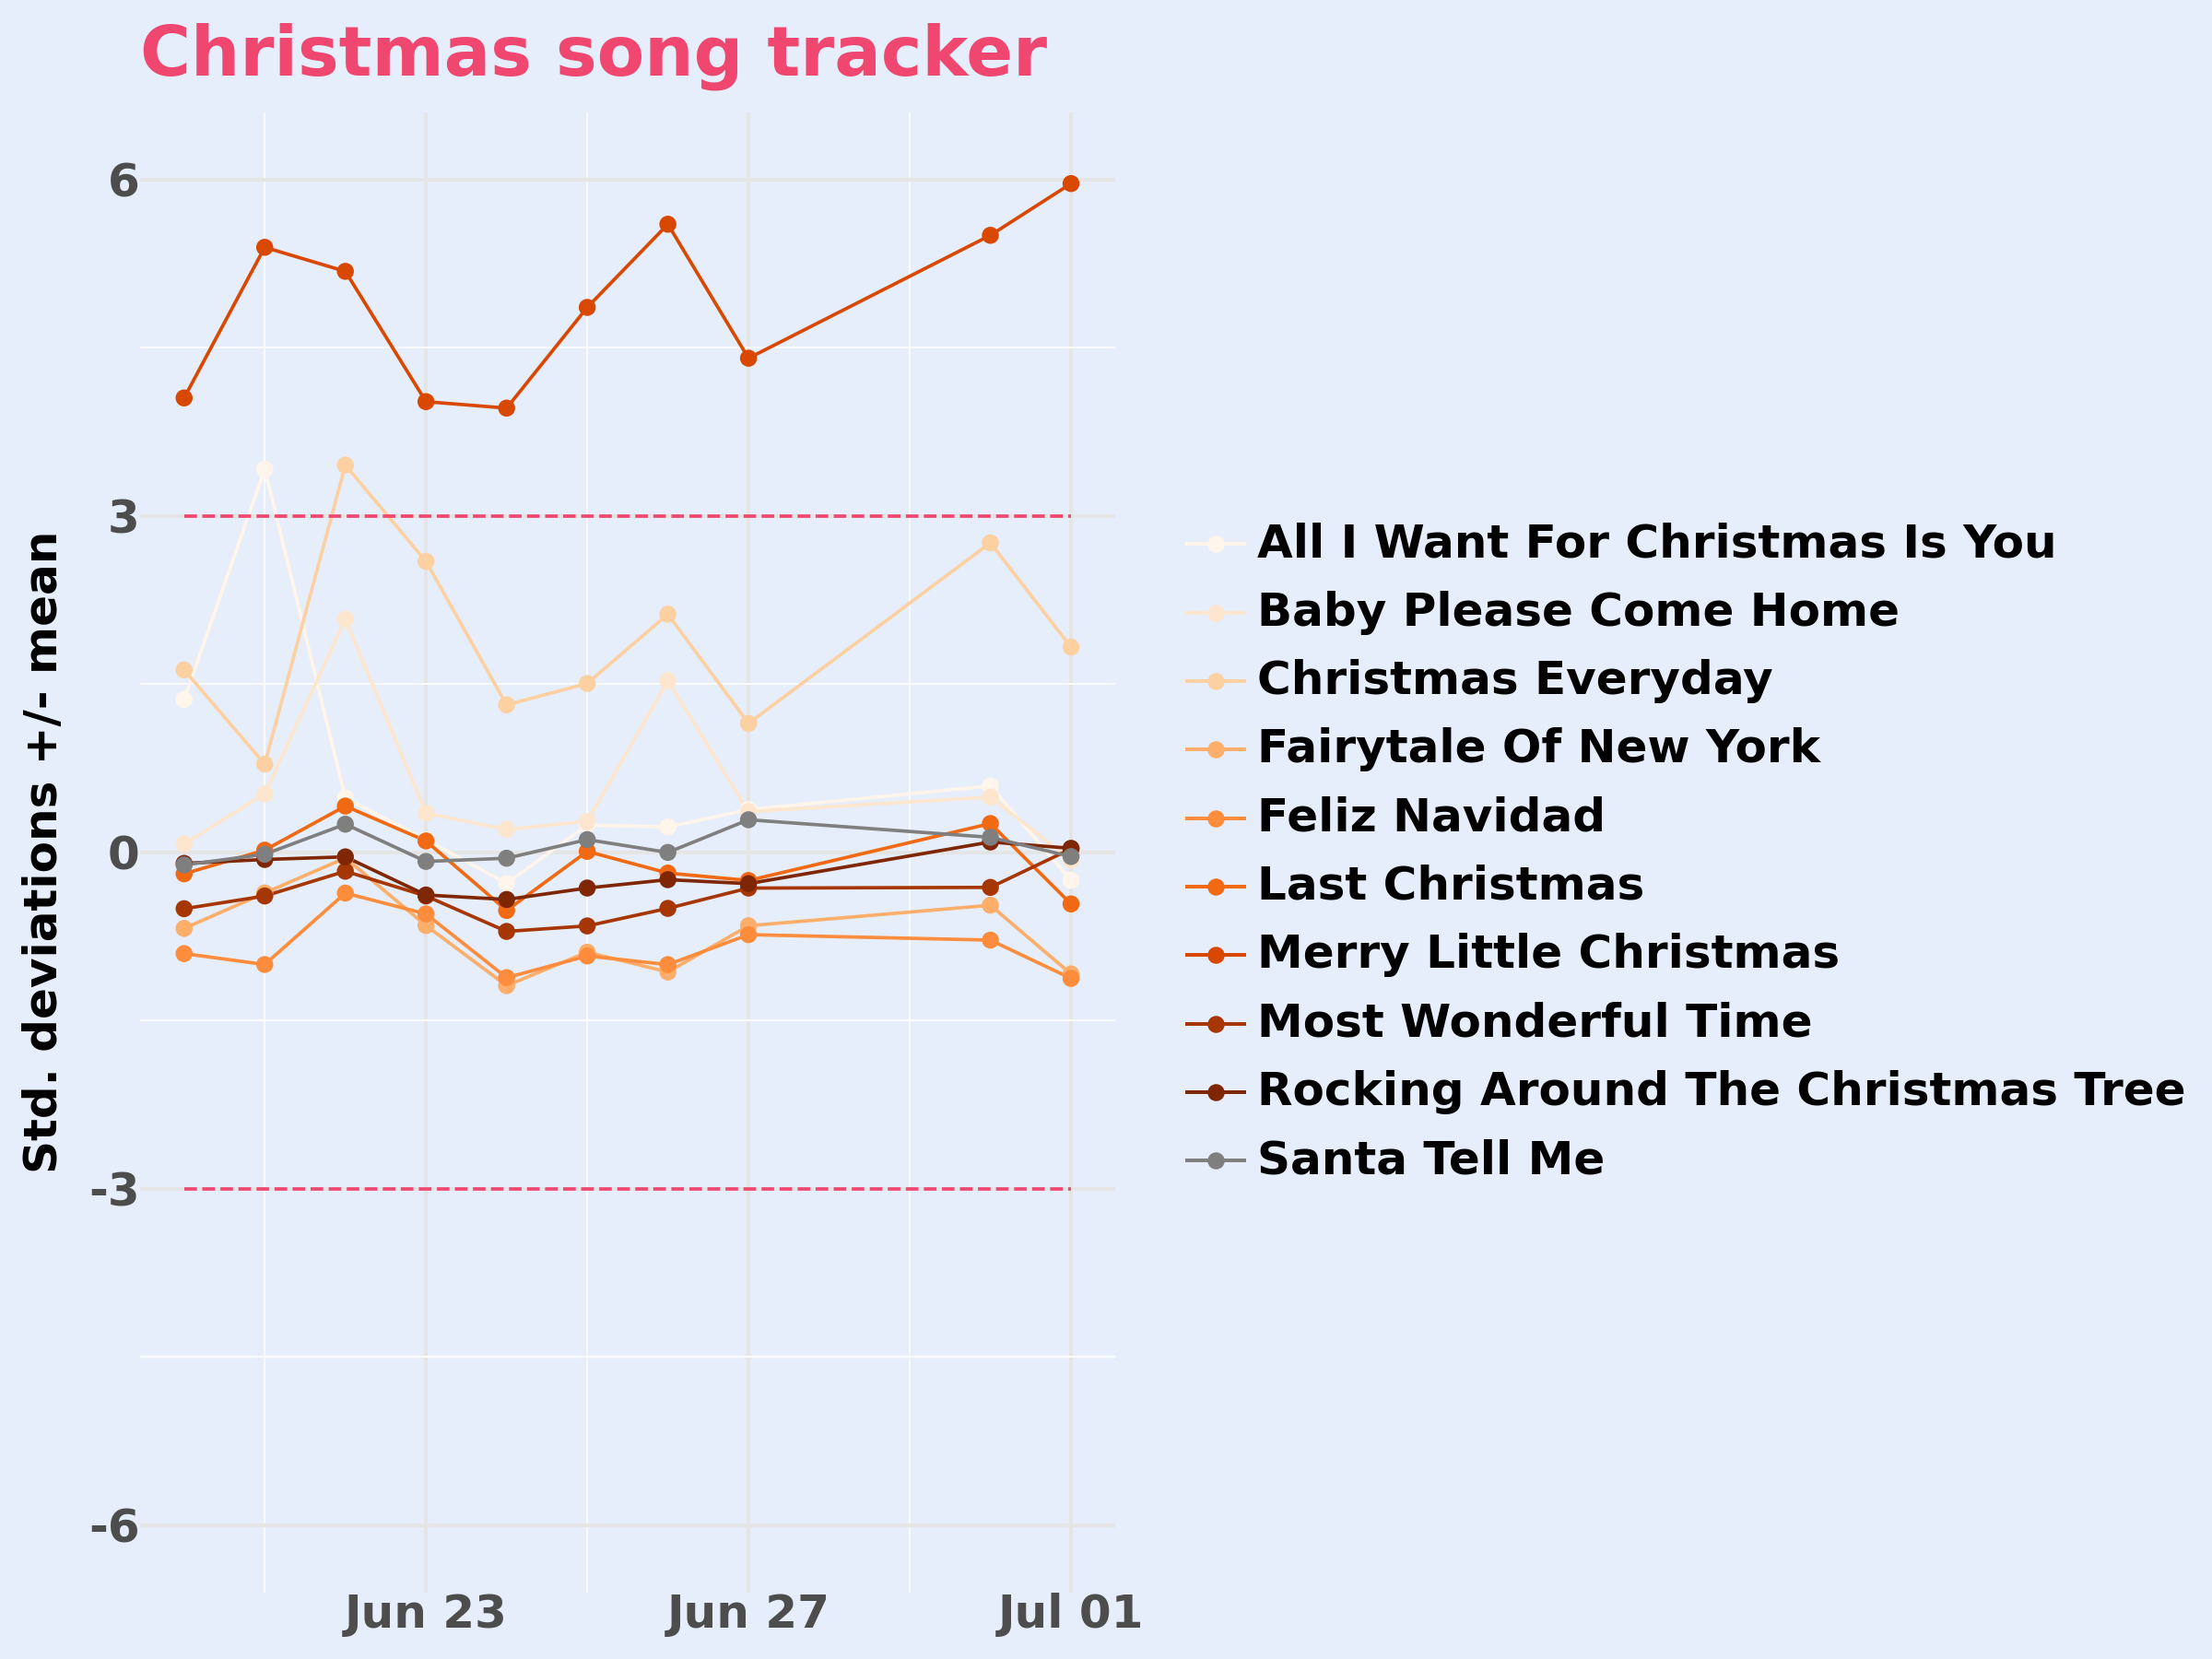 Christmas song tracker
Std. deviations +/- mean
6
3
0
-3
-6
Jun 23
Jun 27
Jul 01
All I Want For Christmas Is You
Baby Please Come Home
Christmas Everyday
Fairytale Of New York
Feliz Navidad
Last Christmas
Merry Little Christmas
Most Wonderful Time
Rocking Around The Christmas Tree
Santa Tell Me